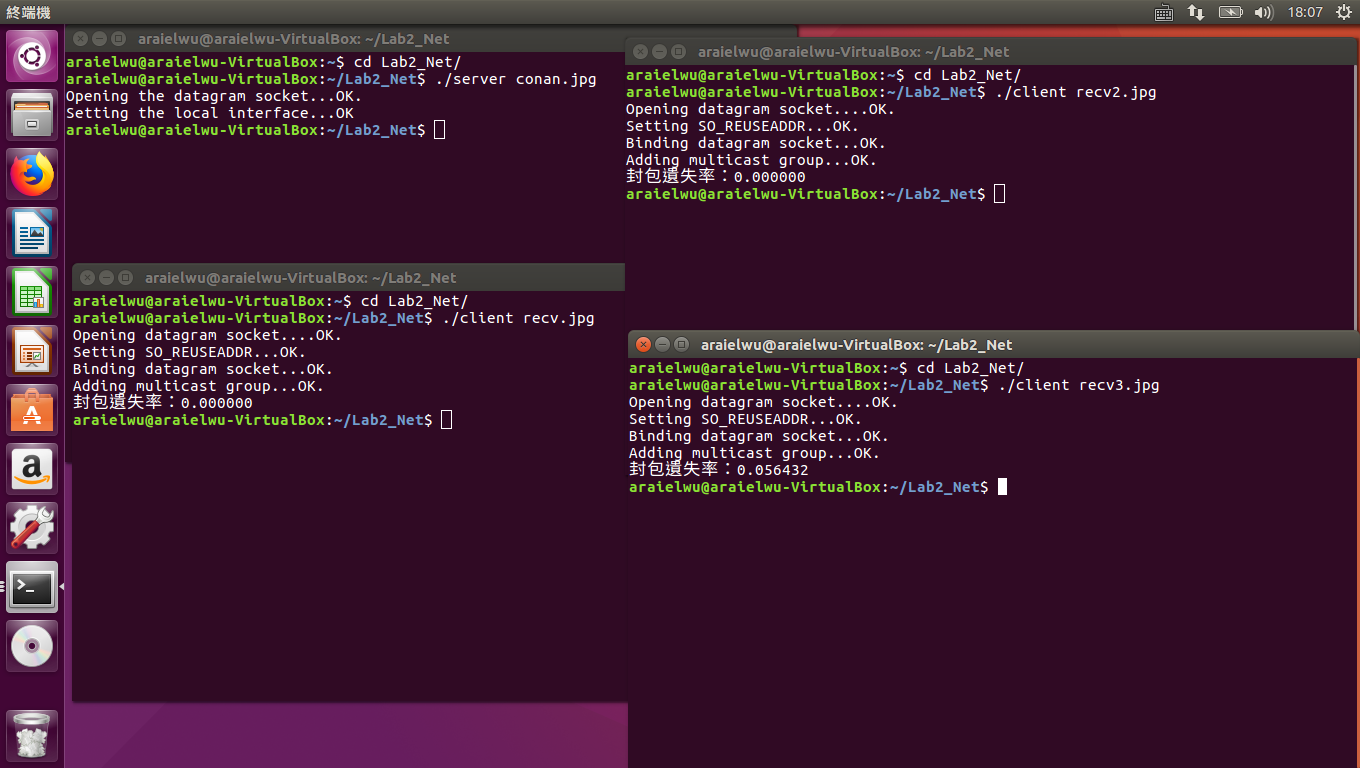 終端機
18:07
araielwu@araielwu-VirtualBox: ~/Lab2_Net
araielwu@araielwu-VirtualBox:~$ cd Lab2_Net/
araielwu@araielwu-VirtualBox:~/Lab2_Net$ ./server conan.jpg
Opening the datagram socket...OK.
Setting the local interface...OK
araielwu@araielwu-VirtualBox:~/Lab2_Net$
araielwu@araielwu-VirtualBox: ~/Lab2_Net
araielwu@araielwu-VirtualBox:~$ cd Lab2_Net/
araielwu@araielwu-VirtualBox:~/Lab2_Net$ ./client recv2.jpg
Opening datagram socket....OK.
Setting SO_REUSEADDR...OK.
Binding datagram socket...OK.
Adding multicast group...OK.
封包遺失率：0.000000
araielwu@araielwu-VirtualBox:~/Lab2_Net$
araielwu@araielwu-VirtualBox: ~/Lab2_Net
araielwu@araielwu-VirtualBox:~$ cd Lab2_Net/
araielwu@araielwu-VirtualBox:~/Lab2_Net$ ./client recv.jpg
Opening datagram socket....OK.
Setting SO_REUSEADDR...OK.
Binding datagram socket...OK.
Adding multicast group...OK.
封包遺失率：0.000000
araielwu@araielwu-VirtualBox:~/Lab2_Net$
araielwu@araielwu-VirtualBox: ~/Lab2_Net
araielwu@araielwu-VirtualBox:~$ cd Lab2_Net/
araielwu@araielwu-VirtualBox:~/Lab2_Net$ ./client recv3.jpg
Opening datagram socket....OK.
Setting SO_REUSEADDR...OK.
Binding datagram socket...OK.
Adding multicast group...OK.
封包遺失率：0.056432
araielwu@araielwu-VirtualBox:~/Lab2_Net$